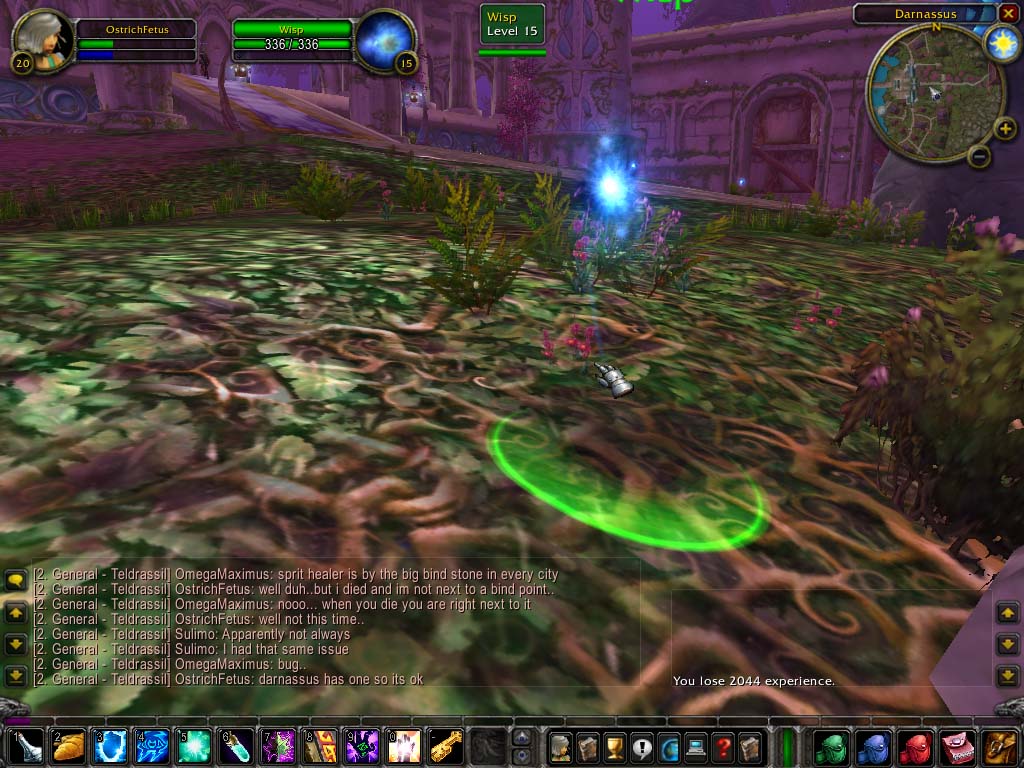 Wisp
OstrichFetus
20
Wisp
336 / 336
15
Wisp
Level 15
Darnassus
N
[2. General - Teldrassil] OmegaMaximus: sprit healer is by the big bind stone in every city
[2. General - Teldrassil] OstrichFetus: well duh..but i died and im not next to a bind point..
[2. General - Teldrassil] OmegaMaximus: nooo... when you die you are right next to it
[2. General - Teldrassil] OstrichFetus: well not this time..
[2. General - Teldrassil] Sulimo: Apparently not always
[2. General - Teldrassil] Sulimo: I had that same issue
[2. General - Teldrassil] OmegaMaximus: bug..
[2. General - Teldrassil] OstrichFetus: darnassus has one so its ok
You lose 2044 experience.
2 3 4 5 6 7 8 9 0